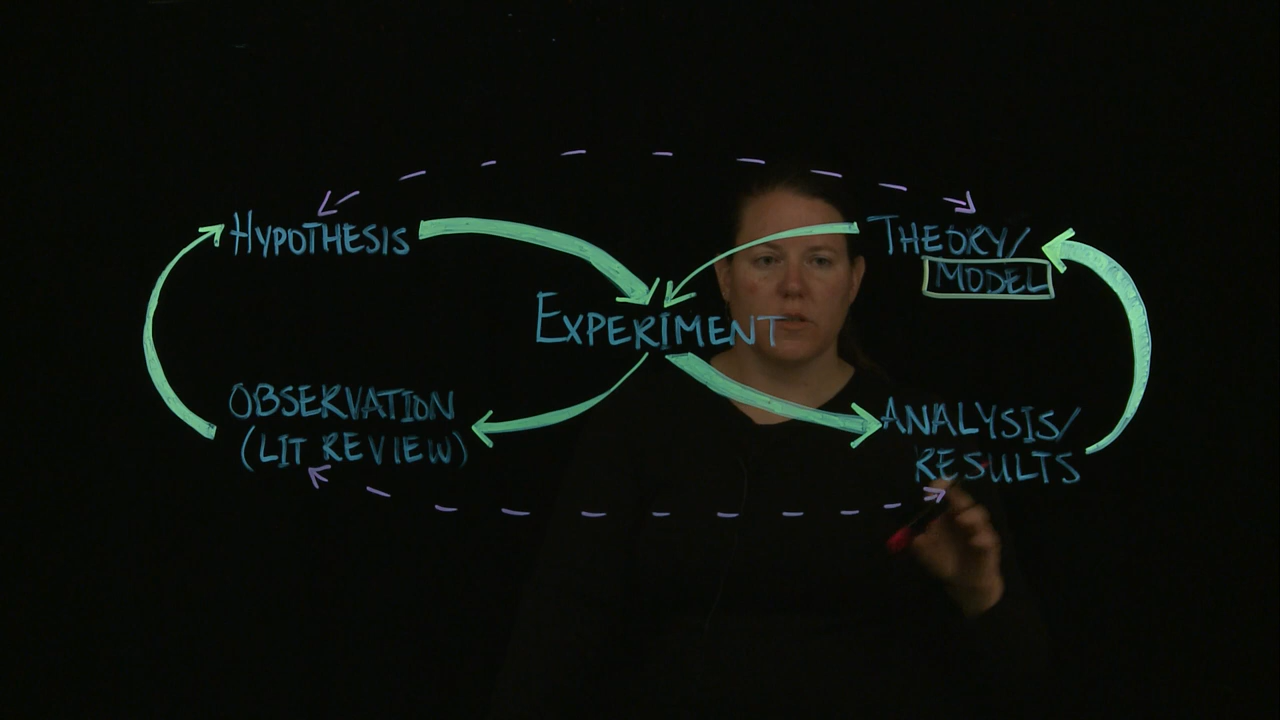 HYPOTHESIS
THEORY/
MODEL
EXPERIMENT
OBSERVATION
(LIT REVIEW)
ANALYSIS/
RESULTS